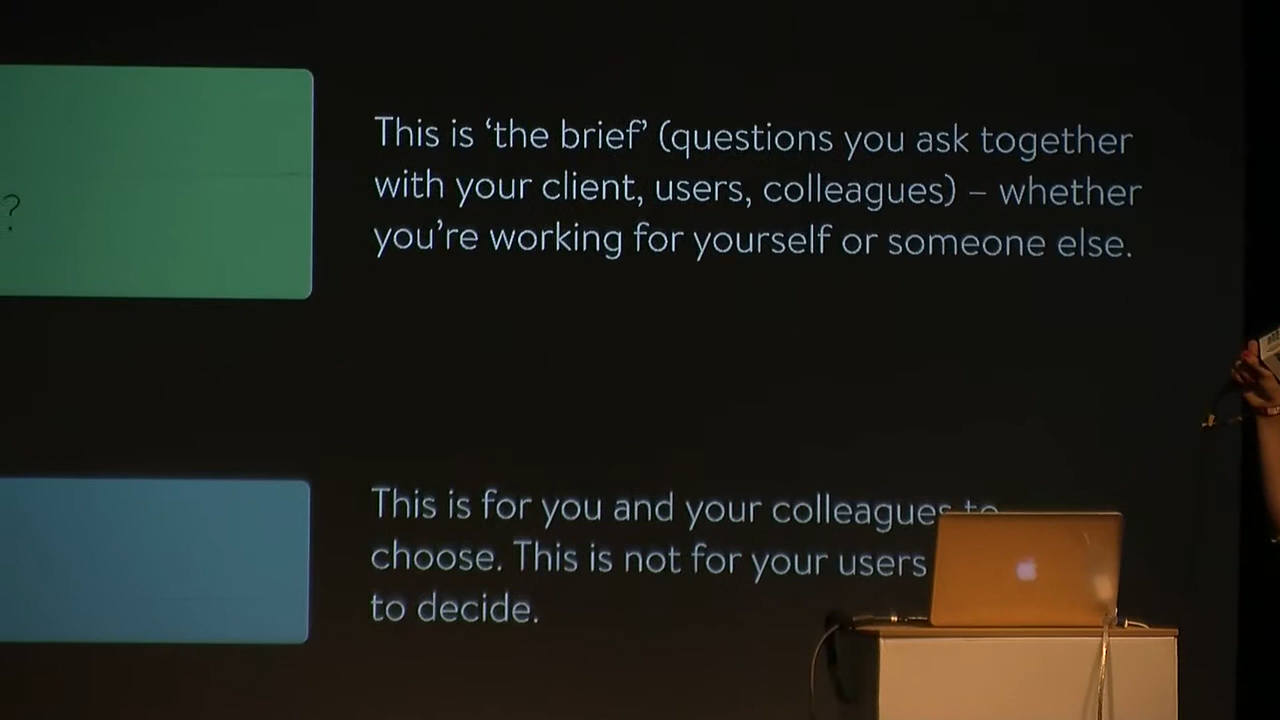 ?
This is ‘the brief’ (questions you ask together
with your client, users, colleagues) – whether
you’re working for yourself or someone else.
This is for you and your colleagues to
choose. This is not for your users
to decide.